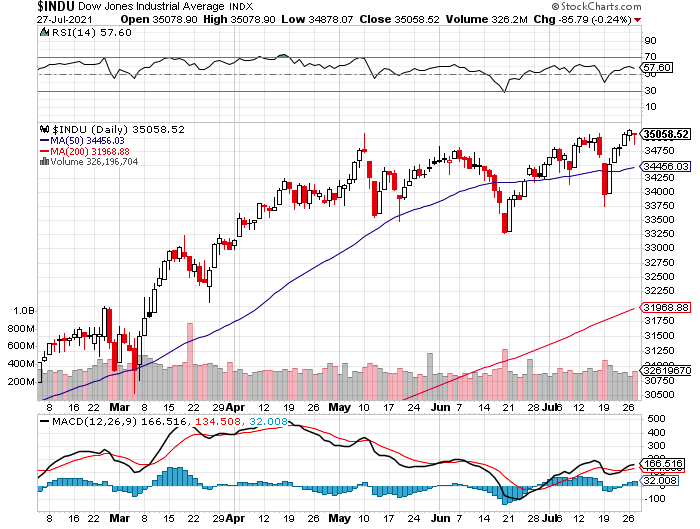 $INDU Dow Jones Industrial Average INDX © StockCharts.com
27-Jul-2021 Open 35078.90 High 35078.90 Low 34878.07 Close 35058.52 Volume 326.2M Chg -85.79 (-0.24%)
RSI(14) 57.60
90
70
57.60
50
30
10
$INDU (Daily) 35058.52
MA(50) 34456.03
MA(200) 31968.88
Volume 326,196,704
35058.52
34750
34456.03
34250
34000
33750
33500
33250
33000
32750
32500
32250
31968.88
31750
31500
31250
31000
32619670
30750
30500
1.0B
800M
600M
400M
200M
8 16 22 Mar 8 15 22 29 Apr 12 19 26 May 10 17 24 Jun 7 14 21 28 Jul 6 12 19 26
MACD(12,26,9) 166.516, 134.508, 32.008
500
400
300
166.516
32.008
-100
8 16 22 Mar 8 15 22 29 Apr 12 19 26 May 10 17 24 Jun 7 14 21 28 Jul 6 12 19 26